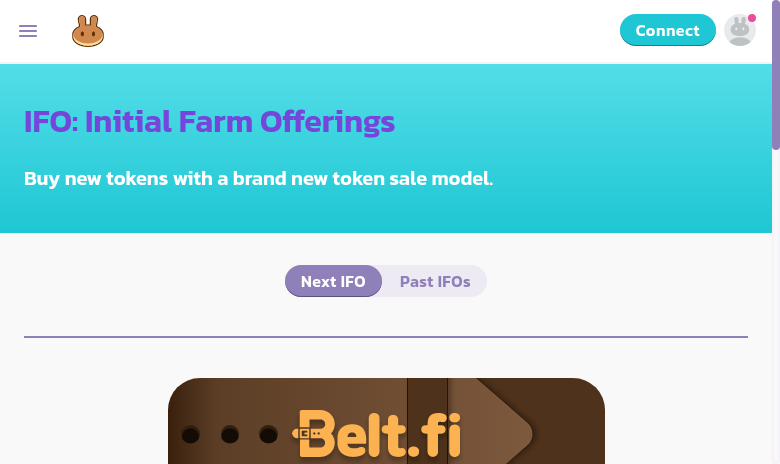 Connect
IFO: Initial Farm Offerings
Buy new tokens with a brand new token sale model.
Next IFO
Past IFOs
Belt.fi